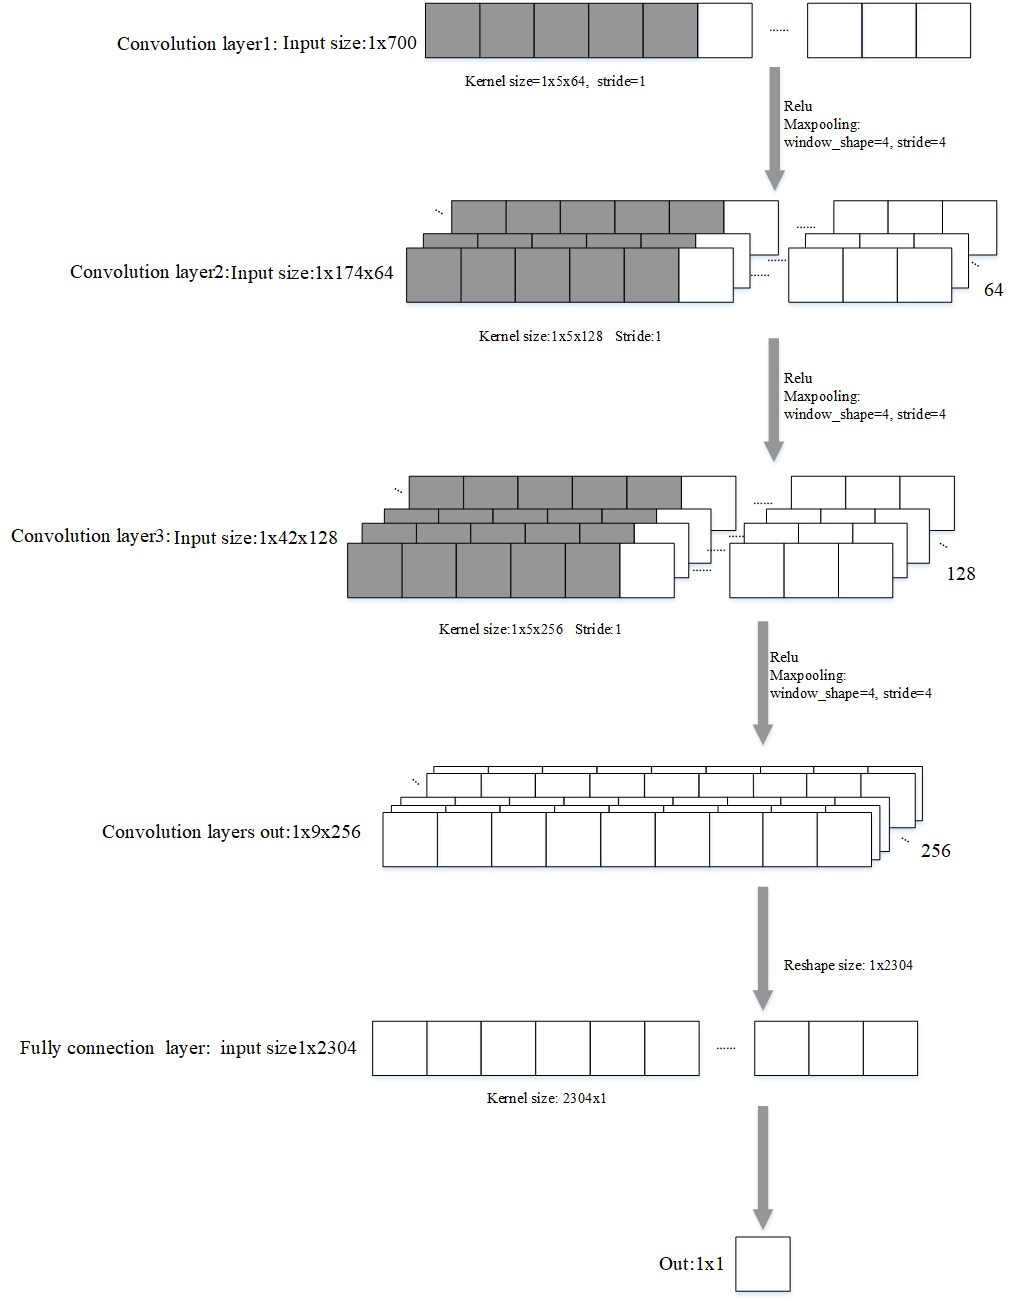 Convolution layer1: Input size:1x700
......
Kernel size=1x5x64, stride=1
Relu
Maxpooling:
window_shape=4, stride=4
......
Convolution layer2:Input size:1x174x64
......
......
64
Kernel size:1x5x128 Stride:1
Relu
Maxpooling:
window_shape=4, stride=4
......
Convolution layer3:Input size:1x42x128
......
......
......
128
Kernel size:1x5x256 Stride:1
Relu
Maxpooling:
window_shape=4, stride=4
Convolution layers out:1x9x256
256
Reshape size: 1x2304
Fully connection layer: input size1x2304
......
Kernel size: 2304x1
Out:1x1